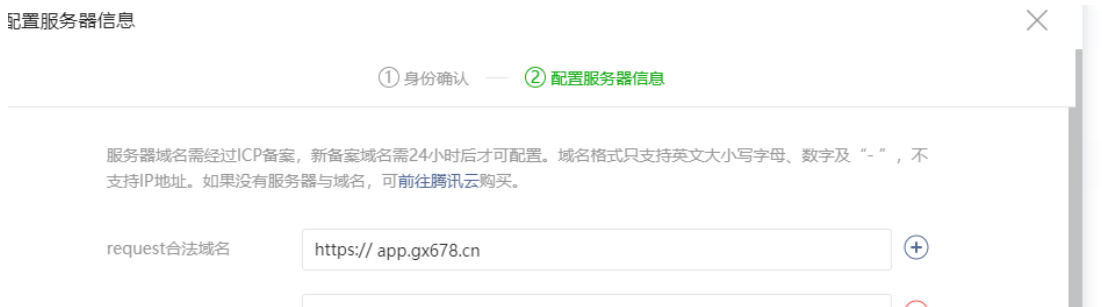 配置服务器信息
① 身份确认 — ② 配置服务器信息
服务器域名需经过ICP备案，新备案域名需24小时后才可配置。域名格式只支持英文大小写字母、数字及“- ”，不
支持IP地址。如果没有服务器与域名，可前往腾讯云购买。
request合法域名
https:// app.gx678.cn